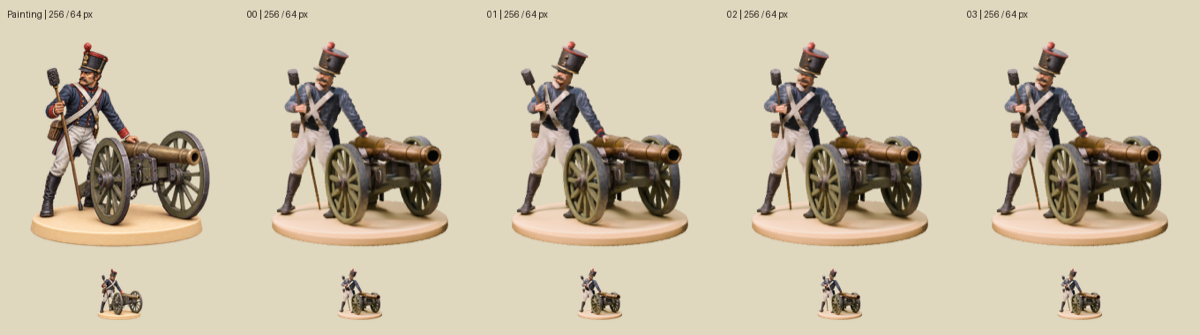 Painting | 256 / 64 px
00 | 256 / 64 px
01 | 256 / 64 px
02 | 256 / 64 px
03 | 256 / 64 px